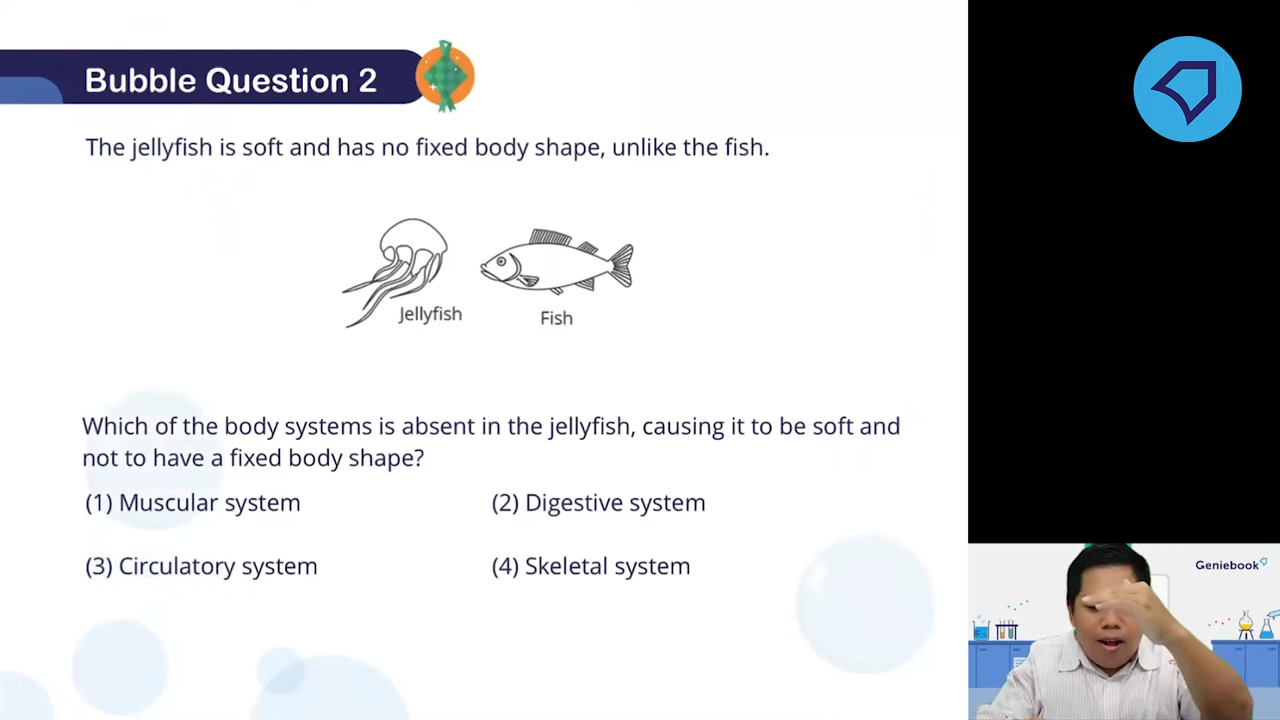 Bubble Question 2
The jellyfish is soft and has no fixed body shape, unlike the fish.
Jellyfish
Fish
Which of the body systems is absent in the jellyfish, causing it to be soft and
not to have a fixed body shape?
(1) Muscular system
(2) Digestive system
(3) Circulatory system
(4) Skeletal system
Geniebook